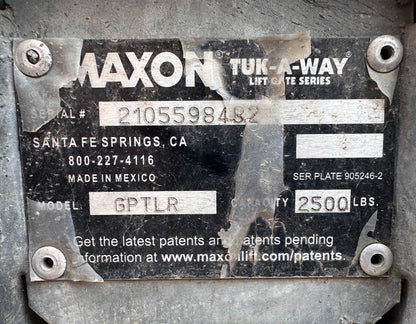 MAXON® TUK-A-WAY®
LIFT GATE SERIES
SERIAL # 2105598482
SANTA FE SPRINGS, CA
800-227-4116
MADE IN MEXICO
SER.PLATE 905246-2
MODEL GPTLR CAPACITY 2500 LBS.
Get the latest patents and patents pending
information at www.maxonlift.com/patents.